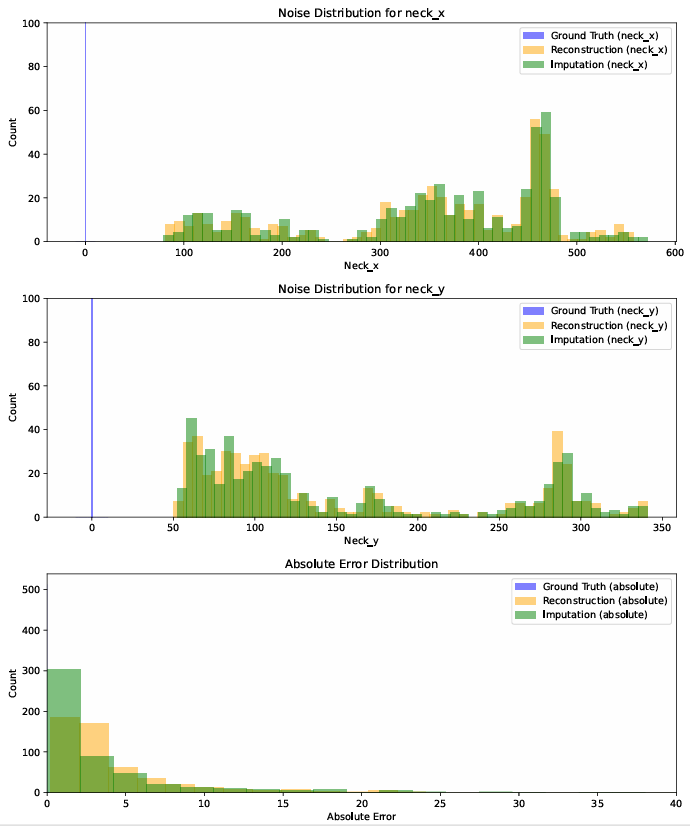 Noise Distribution for neck_x
100
80
60
40
20
0
Count
Ground Truth (neck_x)
Reconstruction (neck_x)
Imputation (neck_x)
0 100 200 300 400 500 600
Neck_x
Noise Distribution for neck_y
100
80
60
40
20
0
Count
Ground Truth (neck_y)
Reconstruction (neck_y)
Imputation (neck_y)
0 50 100 150 200 250 300 350
Neck_y
Absolute Error Distribution
500
400
300
200
100
0
Count
Ground Truth (absolute)
Reconstruction (absolute)
Imputation (absolute)
0 5 10 15 20 25 30 35 40
Absolute Error